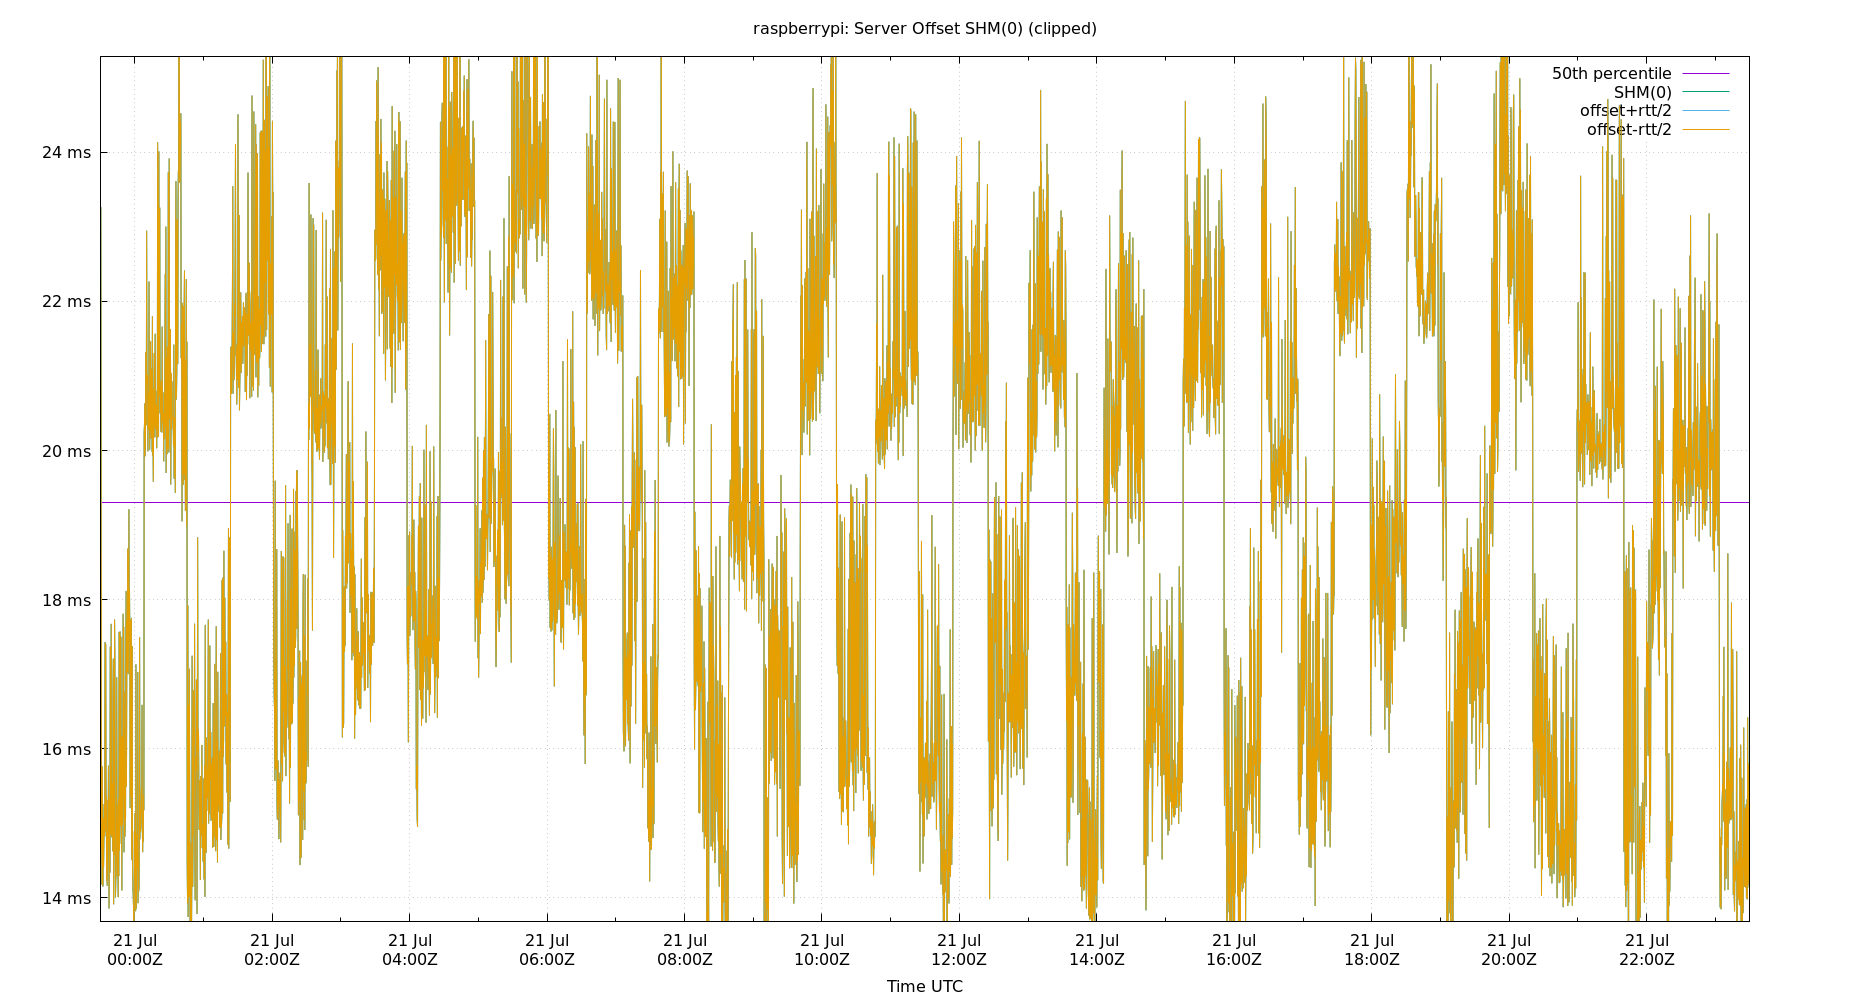 raspberrypi: Server Offset SHM(0) (clipped)
50th percentile
SHM(0)
offset+rtt/2
offset-rtt/2
24 ms
22 ms
20 ms
18 ms
16 ms
14 ms
21 Jul 21 Jul 21 Jul 21 Jul 21 Jul 21 Jul 21 Jul 21 Jul 21 Jul 21 Jul 21 Jul 21 Jul
00:00Z 02:00Z 04:00Z 06:00Z 08:00Z 10:00Z 12:00Z 14:00Z 16:00Z 18:00Z 20:00Z 22:00Z
Time UTC